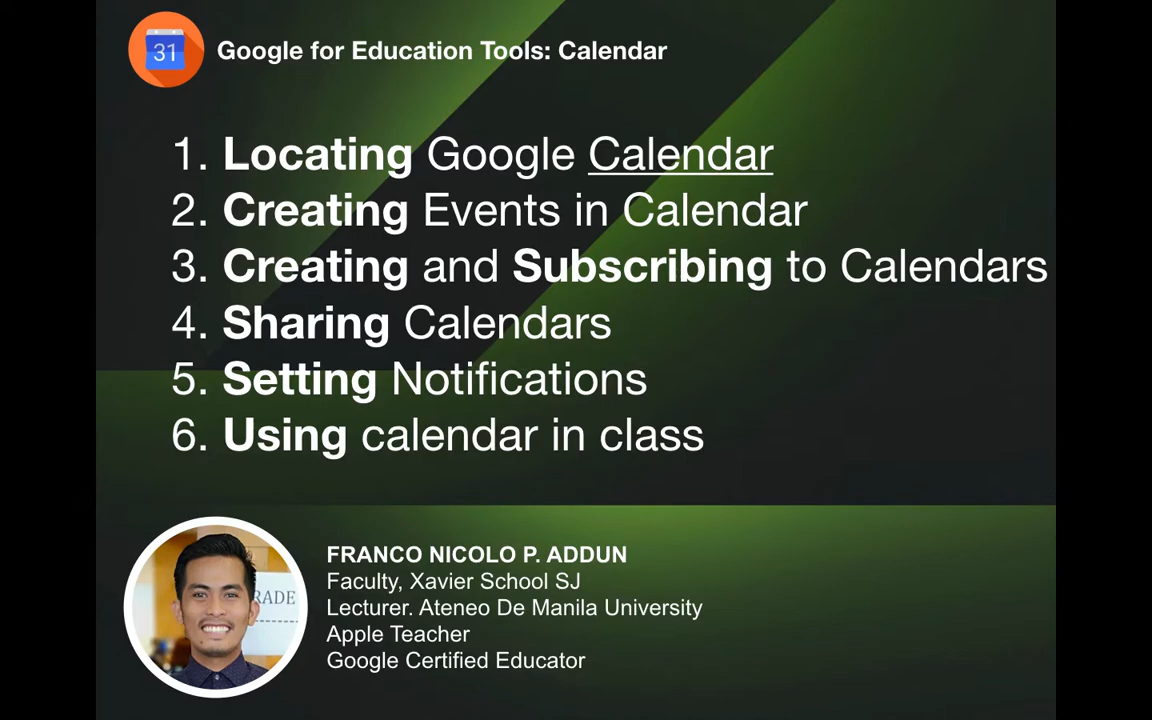 31
Google for Education Tools: Calendar
1. Locating Google Calendar
2. Creating Events in Calendar
3. Creating and Subscribing to Calendars
4. Sharing Calendars
5. Setting Notifications
6. Using calendar in class
FRANCO NICOLO P. ADDUN
RADE
Faculty, Xavier School SJ
Lecturer. Ateneo De Manila University
Apple Teacher
Google Certified Educator